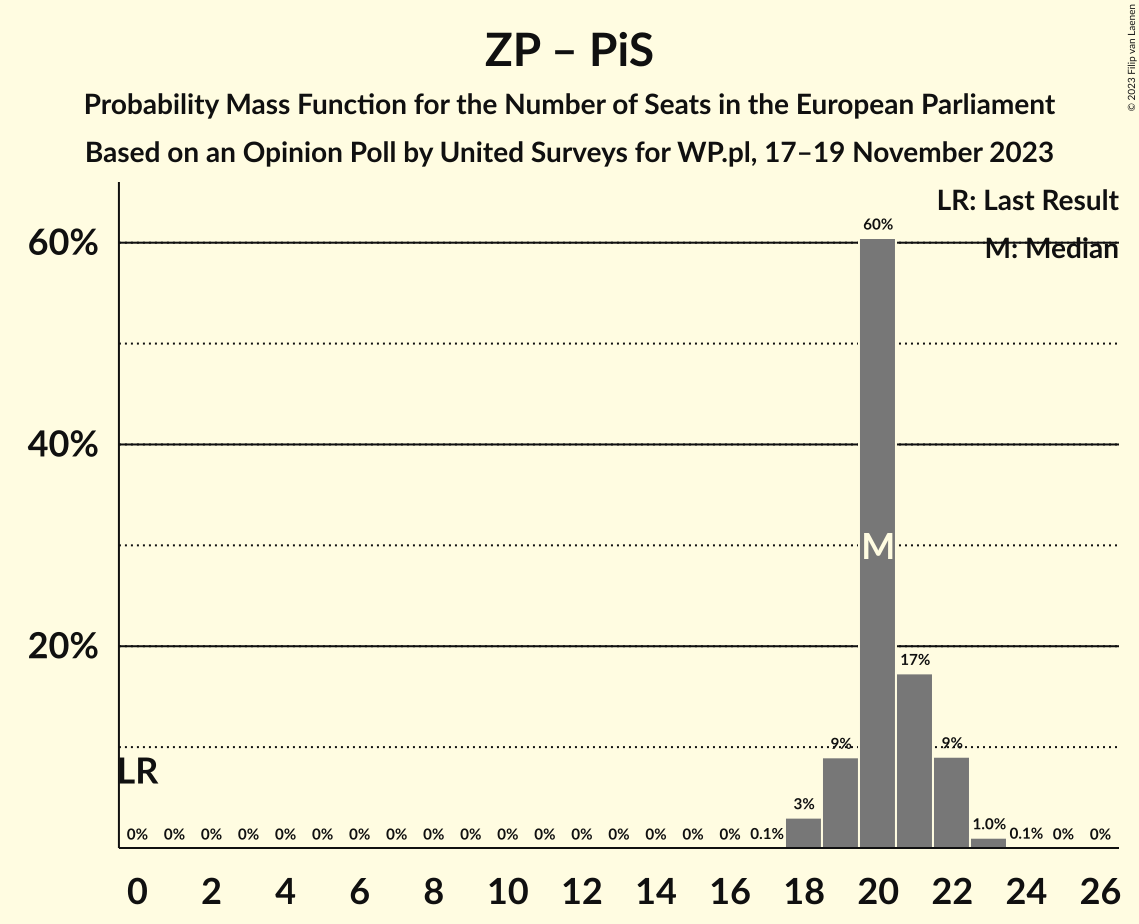 ZP – PiS
Probability Mass Function for the Number of Seats in the European Parliament
Based on an Opinion Poll by United Surveys for WP.pl, 17–19 November 2023
© 2023 Filip van Laenen
LR: Last Result
M: Median
60%
40%
20%
LR
M
0% 0% 0% 0% 0% 0% 0% 0% 0% 0% 0% 0% 0% 0% 0% 0% 0% 0.1% 3% 9% 60% 17% 9% 1.0% 0.1% 0% 0%
0 2 4 6 8 10 12 14 16 18 20 22 24 26